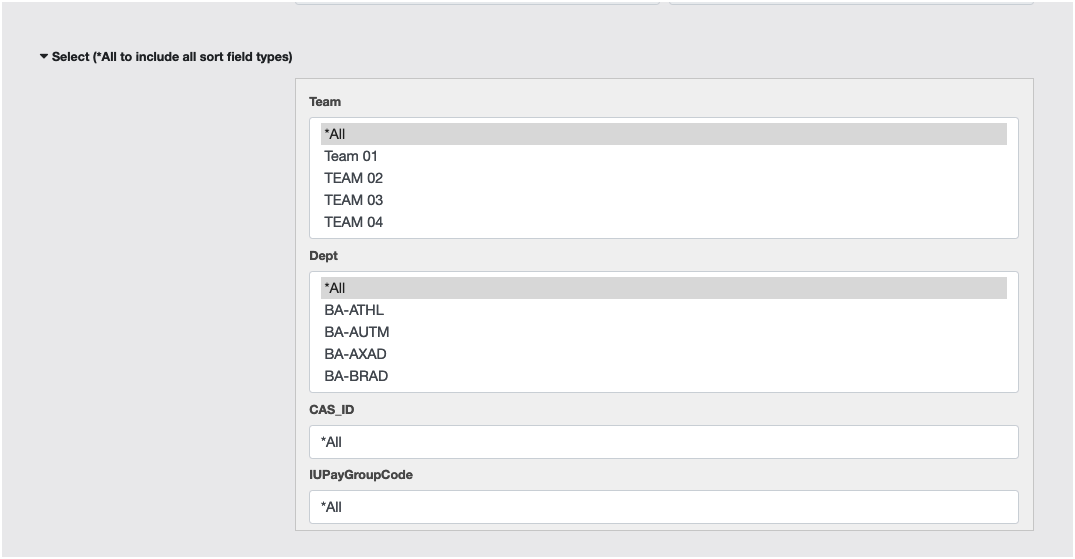 Select (*All to include all sort field types)
Team
*All
Team 01
TEAM 02
TEAM 03
TEAM 04
Dept
*All
BA-ATHL
BA-AUTM
BA-AXAD
BA-BRAD
CAS_ID
*All
IUPayGroupCode
*All